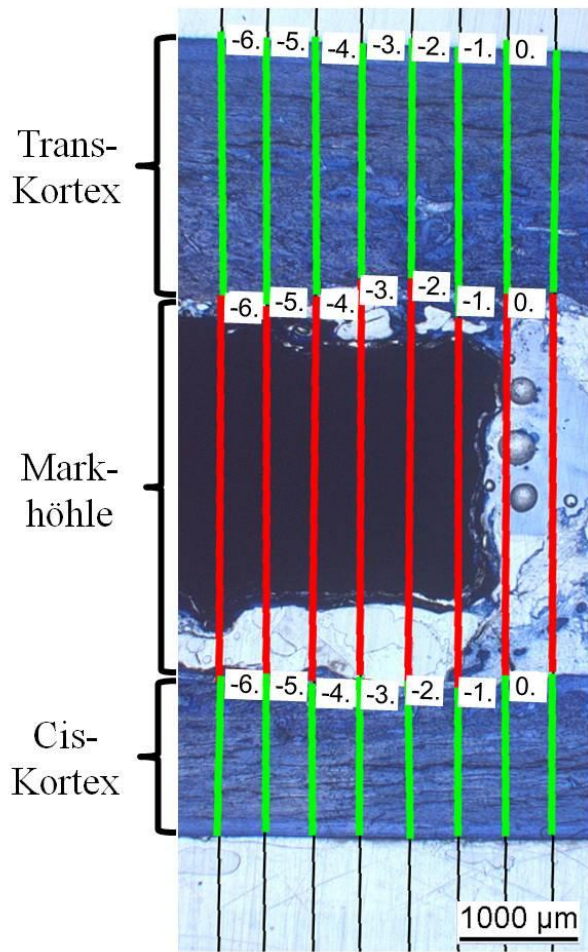 -6. -5. -4. -3. -2. -1. 0.
Trans-
Kortex
-6. -5. -4. -3. -2. -1. 0.
Mark-
höhle
-6. -5. -4. -3. -2. -1. 0.
Cis-
Kortex
1000 µm